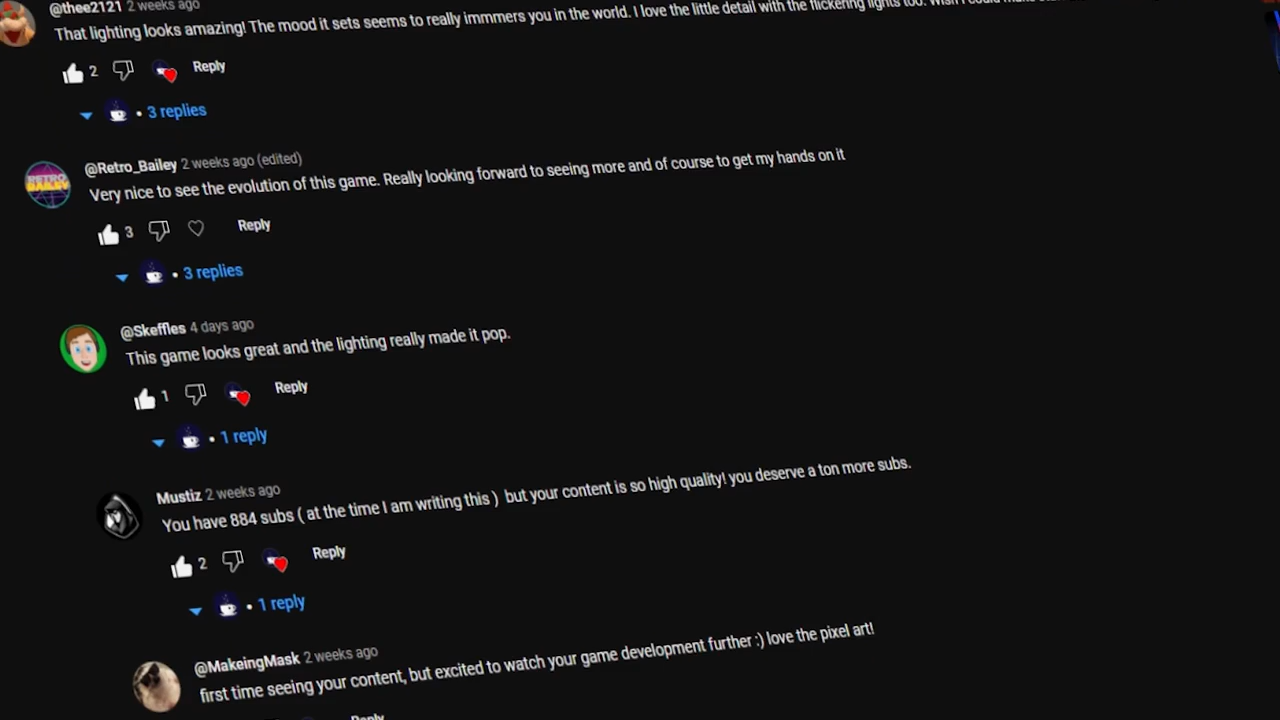 @thee2121 2 weeks ago
That lighting looks amazing! The mood it sets seems to really immmers you in the world. I love the little detail with the flickering lights too. Wish I could make
2 Reply
3 replies
@Retro_Bailey 2 weeks ago (edited)
Very nice to see the evolution of this game. Really looking forward to seeing more and of course to get my hands on it
RETRO
BAILEY
3 Reply
3 replies
@Skeffles 4 days ago
This game looks great and the lighting really made it pop.
1 Reply
1 reply
Mustiz 2 weeks ago
You have 884 subs ( at the time I am writing this ) but your content is so high quality! you deserve a ton more subs.
2 Reply
1 reply
@MakeingMask 2 weeks ago
first time seeing your content, but excited to watch your game development further :) love the pixel art!
Reply